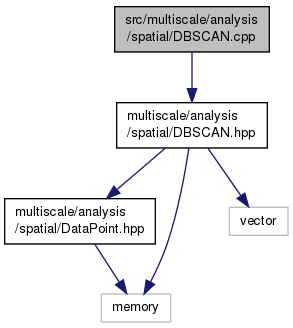 src/multiscale/analysis
/spatial/DBSCAN.cpp
multiscale/analysis
/spatial/DBSCAN.hpp
multiscale/analysis
/spatial/DataPoint.hpp
vector
memory